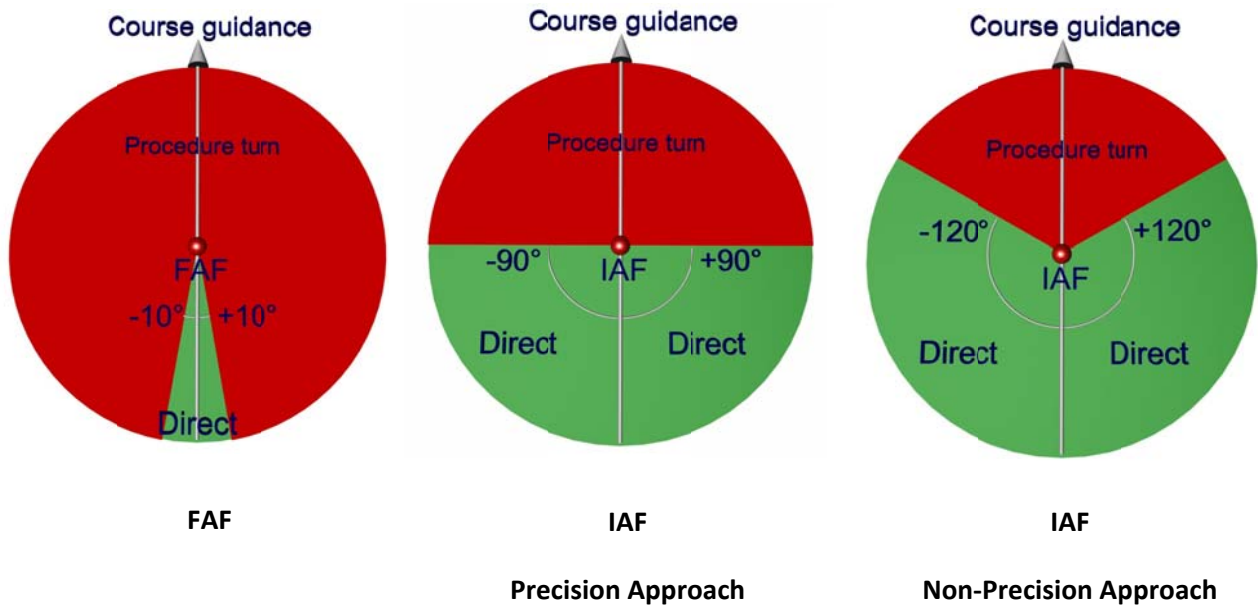 Course guidance
Procedure turn
FAF
-10° +10°
Direct
FAF
Course guidance
Procedure turn
-90° IAF +90°
Direct Direct
IAF
Precision Approach
Course guidance
Procedure turn
-120° +120°
IAF
Direct Direct
IAF
Non-Precision Approach